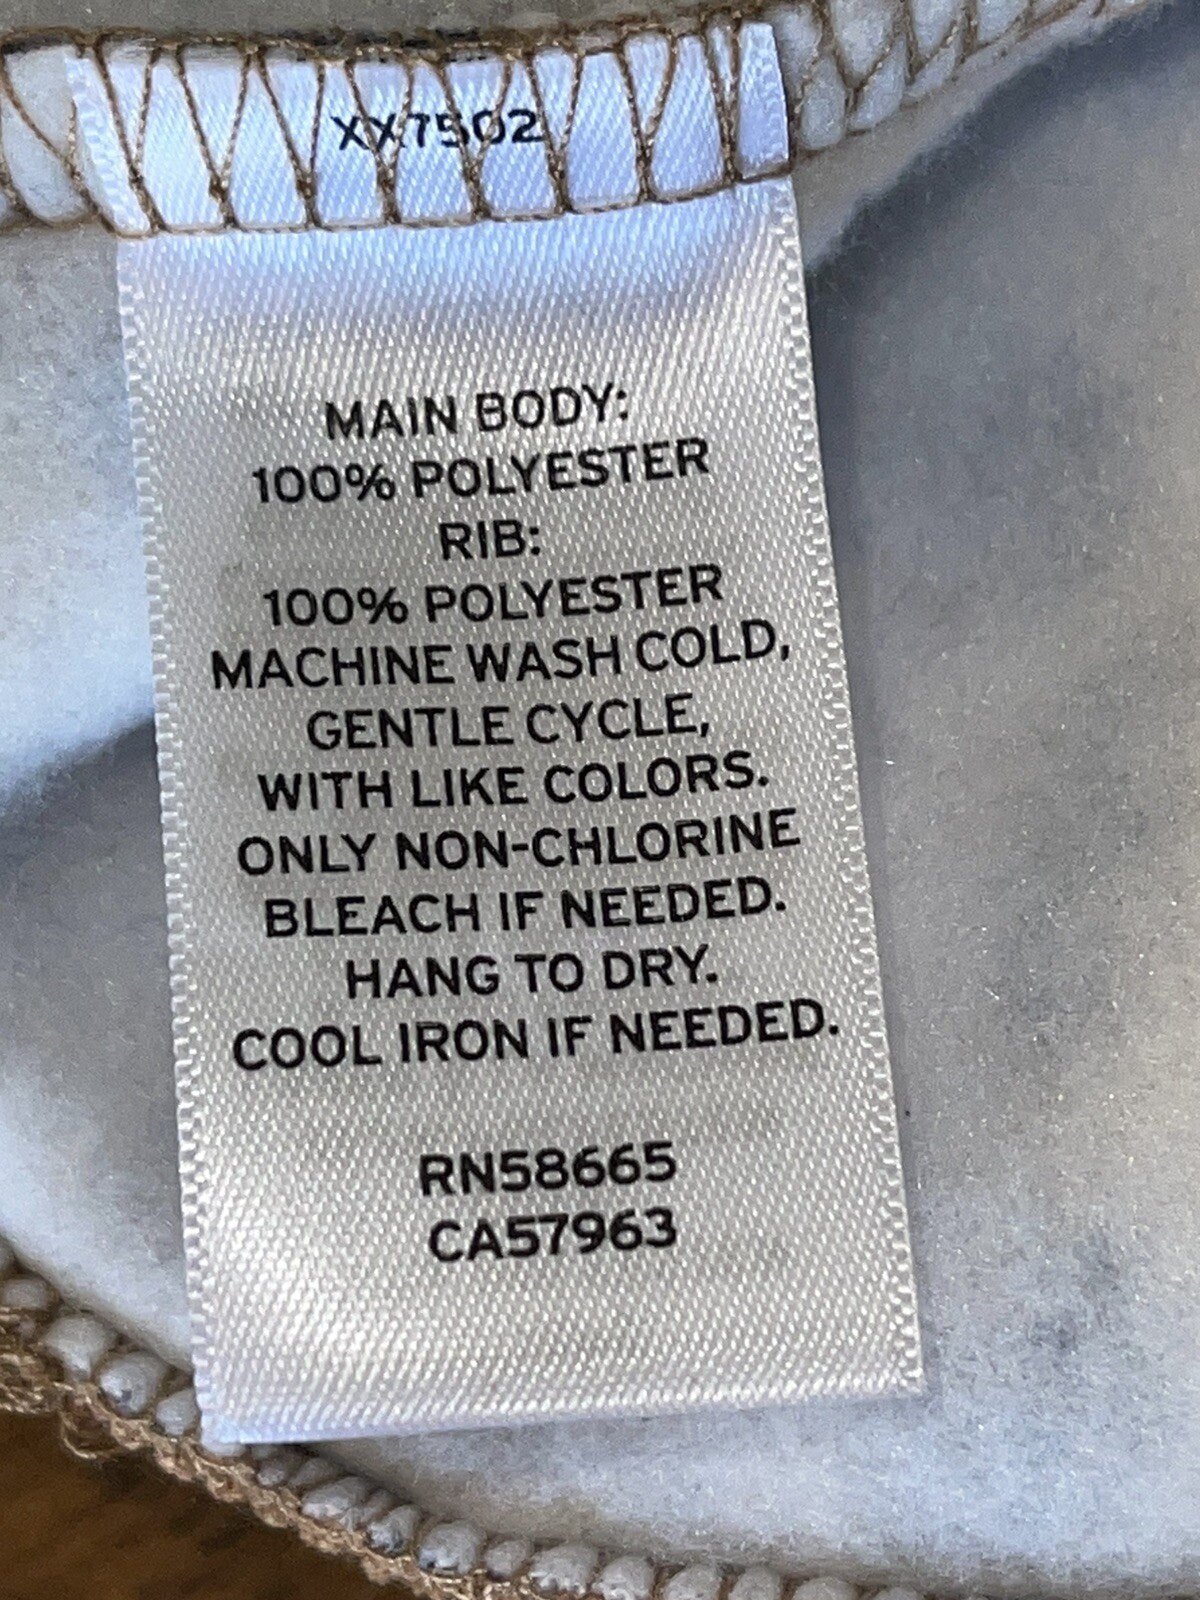 XX7502
MAIN BODY:
100% POLYESTER
RIB:
100% POLYESTER
MACHINE WASH COLD,
GENTLE CYCLE,
WITH LIKE COLORS.
ONLY NON-CHLORINE
BLEACH IF NEEDED.
HANG TO DRY.
COOL IRON IF NEEDED.
RN58665
CA57963